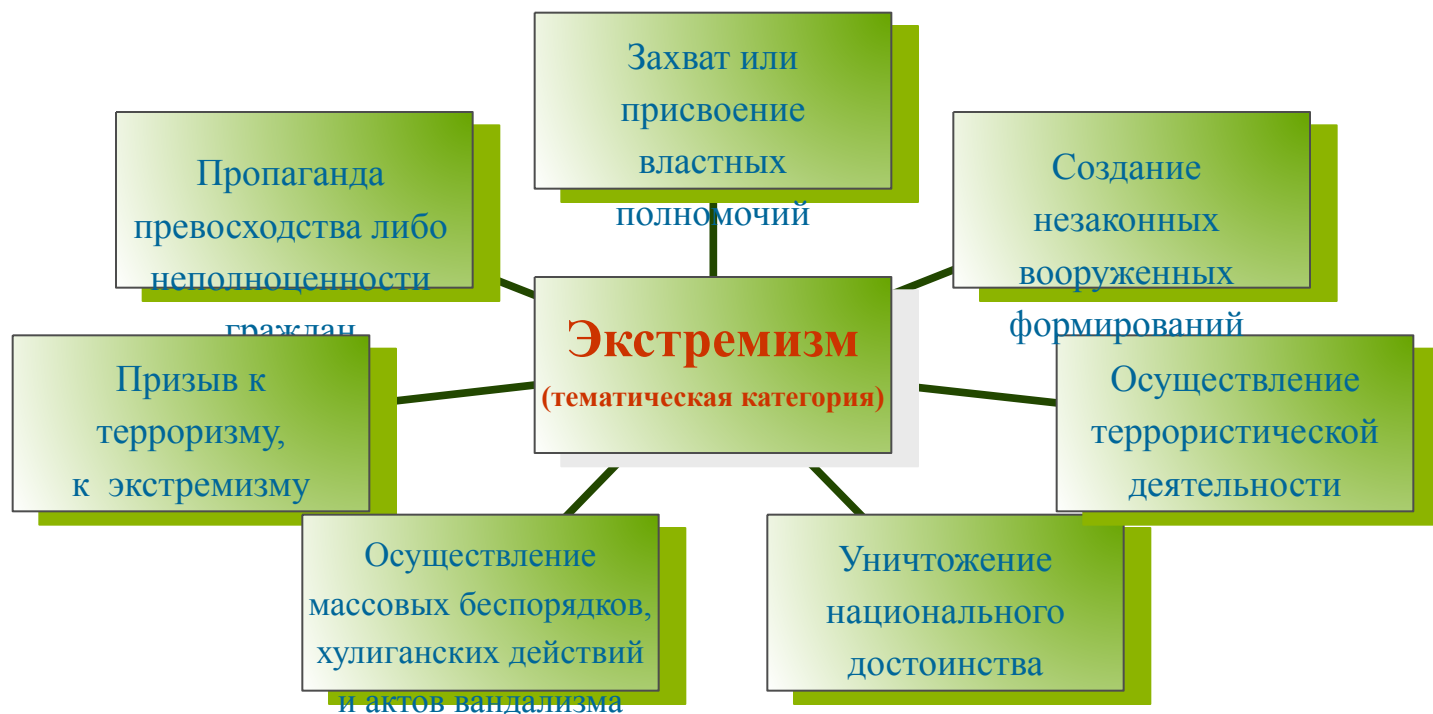 Захват или
присвоение
властных
полномочий
Пропаганда
превосходства либо
неполноценности
граждан
Создание
незаконных
вооруженных
формирований
Экстремизм
(тематическая категория)
Призыв к
терроризму,
к экстремизму
Осуществление
террористической
деятельности
Осуществление
массовых беспорядков,
хулиганских действий
и актов вандализма
Уничтожение
национального
достоинства